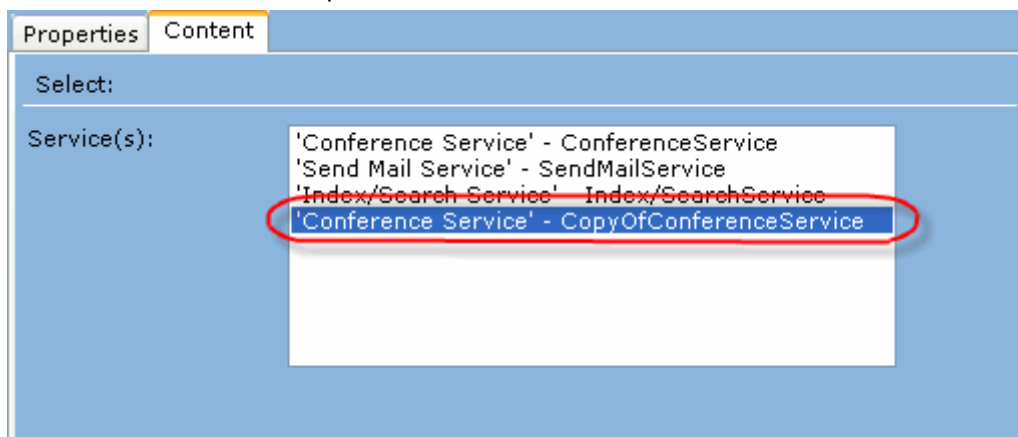 Properties Content
Select:
Service(s):
'Conference Service' - ConferenceService
'Send Mail Service' - SendMailService
'Index/Search Service' - Index/SearchService
'Conference Service' - CopyOfConferenceService